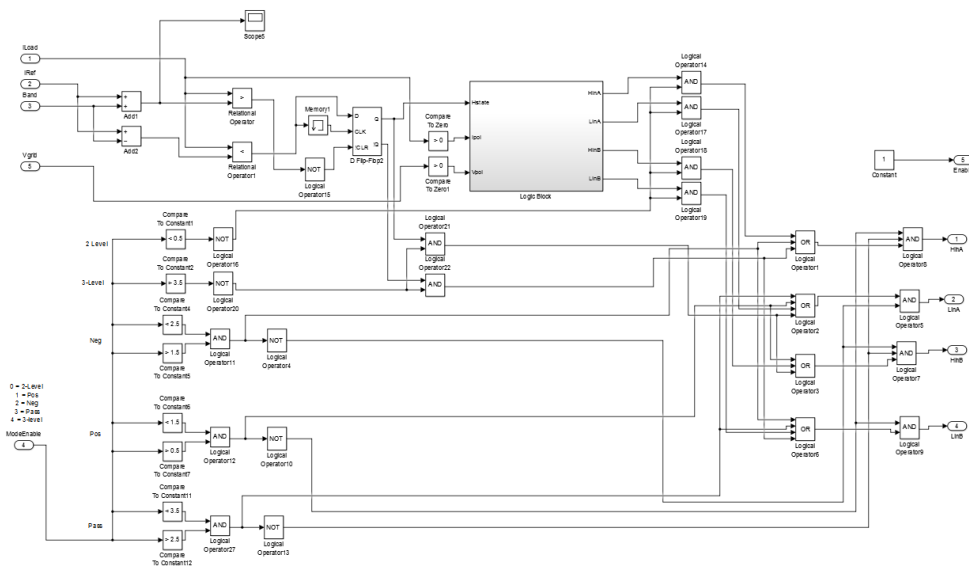 Scope5
ILoad
1
IRef
2
Band
3
Vgrid
5
+
+
Add1
+
−
Add2
>
Relational
Operator
<
Relational
Operator1
Memory1
NOT
Logical
Operator15
D
Q
CLK
!CLR
!Q
D Flip-Flop2
Compare
To Zero
> 0
> 0
Compare
To Zero1
Hstate
Ipol
Vpol
HinA
LinA
HinB
LinB
Logic Block
Logical
Operator14
AND
AND
Logical
Operator17
Logical
Operator18
AND
AND
Logical
Operator19
1
Constant
5
2 Level
Compare
To Constant1
< 0.5
NOT
Logical
Operator16
3-Level
Compare
To Constant2
> 3.5
NOT
Logical
Operator20
Compare
To Constant4
< 2.5
Neg
> 1.5
Compare
To Constant5
AND
Logical
Operator11
NOT
Logical
Operator4
Logical
Operator21
AND
Logical
Operator22
AND
OR
Logical
Operator1
OR
Logical
Operator2
OR
Logical
Operator3
OR
Logical
Operator6
AND
Logical
Operator8
1
HinA
AND
Logical
Operator5
2
LinA
AND
Logical
Operator7
3
HinB
AND
Logical
Operator9
4
LinB
0 = 2-Level
1 = Pos
2 = Neg
3 = Pass
4 = 3-level
ModeEnable
4
Pos
Compare
To Constant6
< 1.5
> 0.5
Compare
To Constant7
AND
Logical
Operator12
NOT
Logical
Operator10
Pass
Compare
To Constant11
< 3.5
> 2.5
Compare
To Constant12
AND
Logical
Operator27
NOT
Logical
Operator13